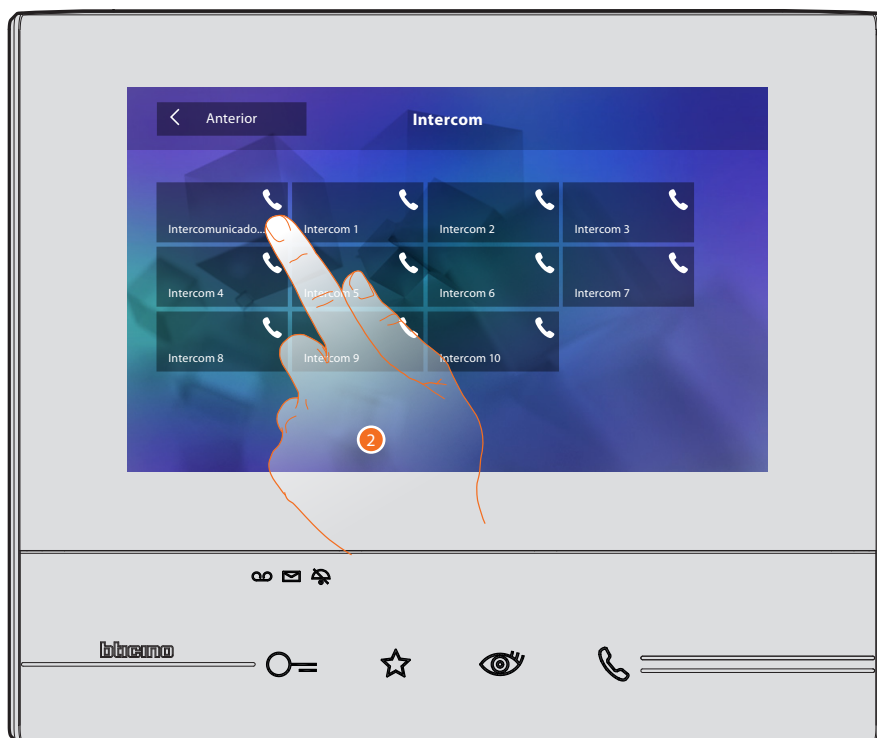 Anterior
Intercom
Intercomunicado...
Intercom 1
Intercom 2
Intercom 3
Intercom 4
Intercom 5
Intercom 6
Intercom 7
Intercom 8
Intercom 9
Intercom 10
2
bticino